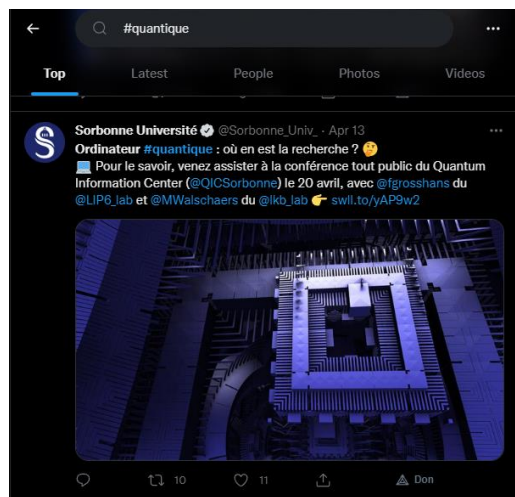 #quantique
Top Latest People Photos Videos
Sorbonne Université @Sorbonne_Univ_ · Apr 13
Ordinateur #quantique : où en est la recherche ? 🤔
💻 Pour le savoir, venez assister à la conférence tout public du Quantum
Information Center (@QICSorbonne) le 20 avril, avec @fgrosshans du
@LIP6_lab et @MWalschaers du @lkb_lab 👉 swll.to/yAP9w2
10 11 Don